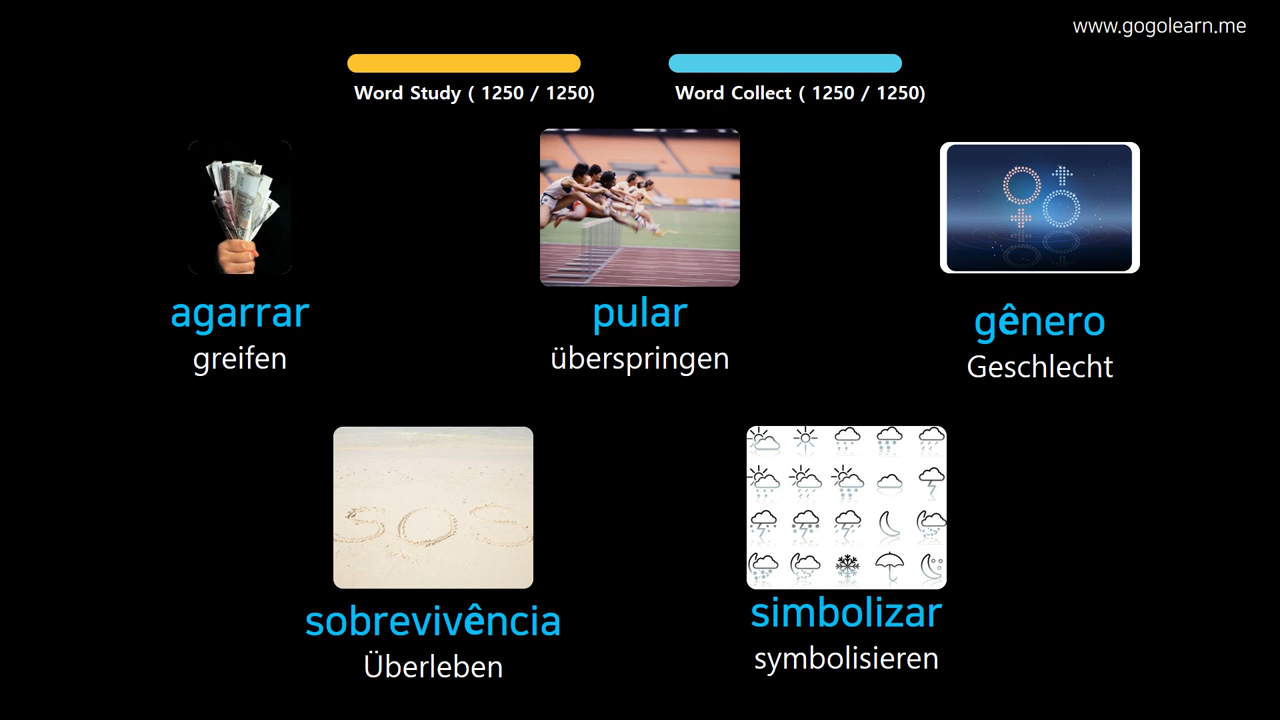 www.gogolearn.me
Word Study ( 1250 / 1250)
Word Collect ( 1250 / 1250)
agarrar
greifen
pular
überspringen
gênero
Geschlecht
SOS
sobrevivência
Überleben
simbolizar
symbolisieren